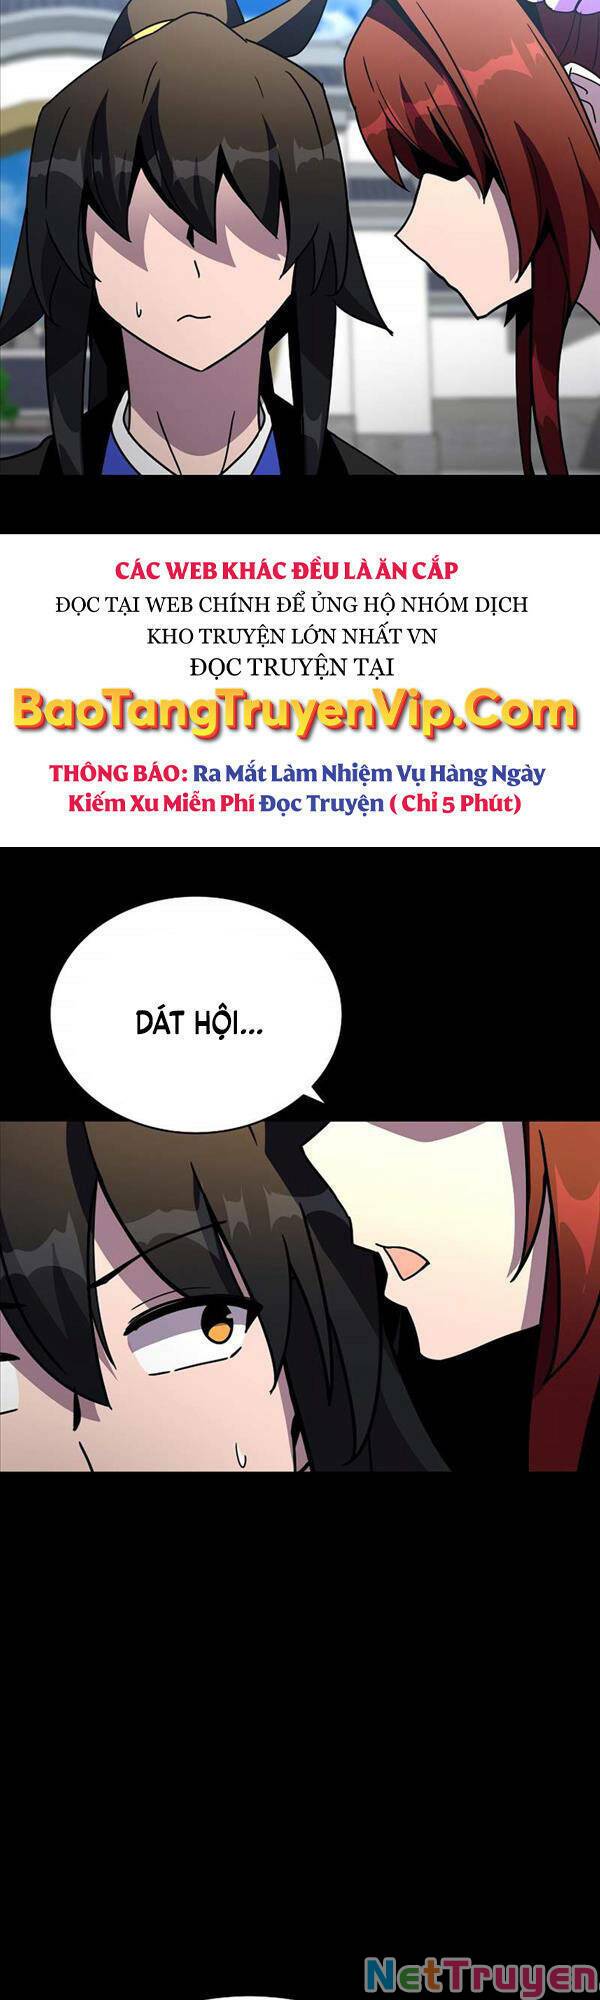 CÁC WEB KHÁC ĐỀU LÀ ĂN CẮP
ĐỌC TẠI WEB CHÍNH ĐỂ ỦNG HỘ NHÓM DỊCH
KHO TRUYỆN LỚN NHẤT VN
ĐỌC TRUYỆN TẠI
BaoTangTruyenVip.Com
THÔNG BÁO: Ra Mắt Làm Nhiệm Vụ Hàng Ngày
Kiếm Xu Miễn Phí Đọc Truyện ( Chỉ 5 Phút)
DÁT HỘI...
NetTruyen